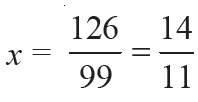 x = 126/99 = 14/11